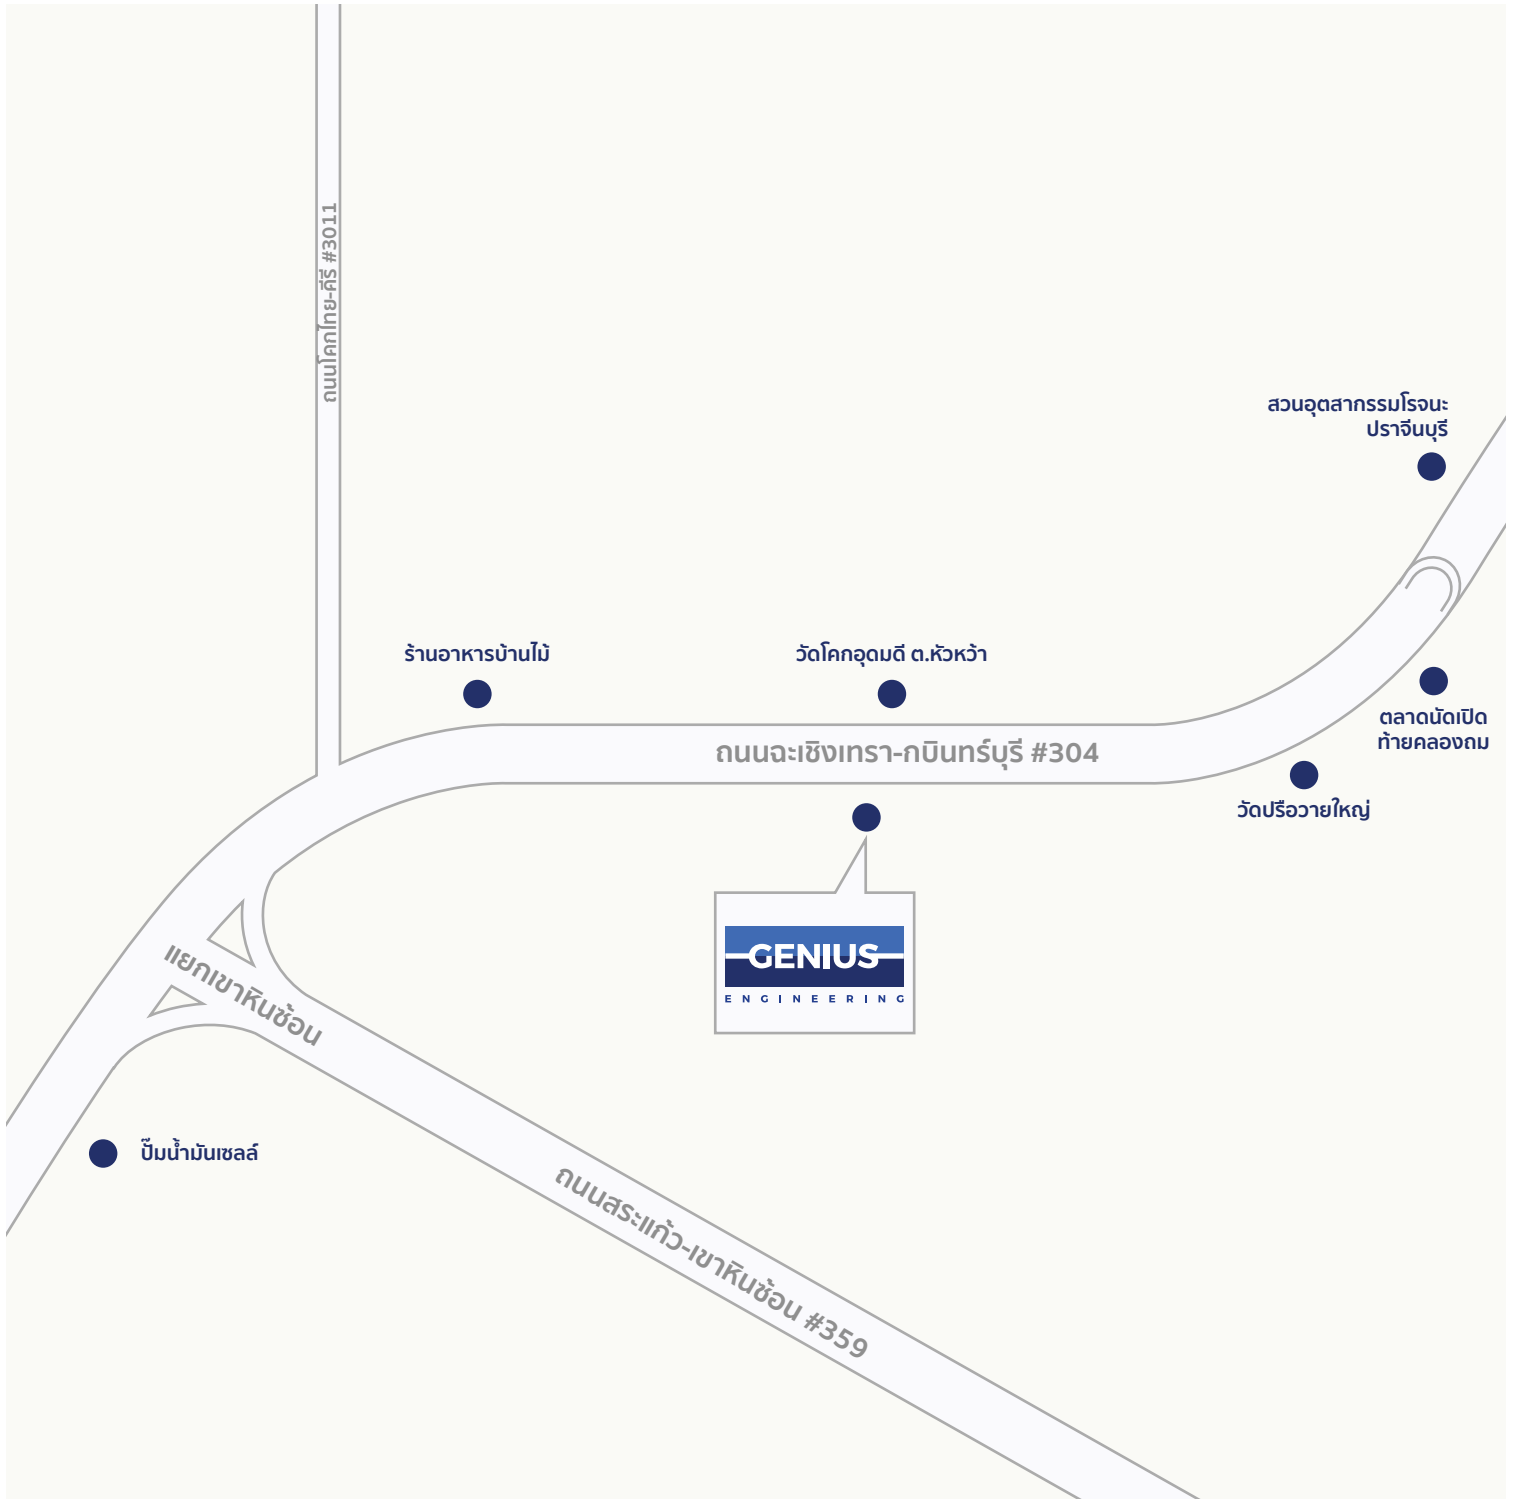 ถนนโคกไทย-คีรี #3011
สวนอุตสากรรมโรจนะ
ปราจีนบุรี
ร้านอาหารบ้านไม้
วัดโคกอุดมดี ต.หัวหว้า
ตลาดนัดเปิด
ท้ายคลองถม
ถนนฉะเชิงเทรา-กบินทร์บุรี #304
วัดปรือวายใหญ่
GENIUS
ENGINEERING
แยกเขาหินซ้อน
ปั๊มน้ำมันเซลล์
ถนนสระแก้ว-เขาหินซ้อน #359